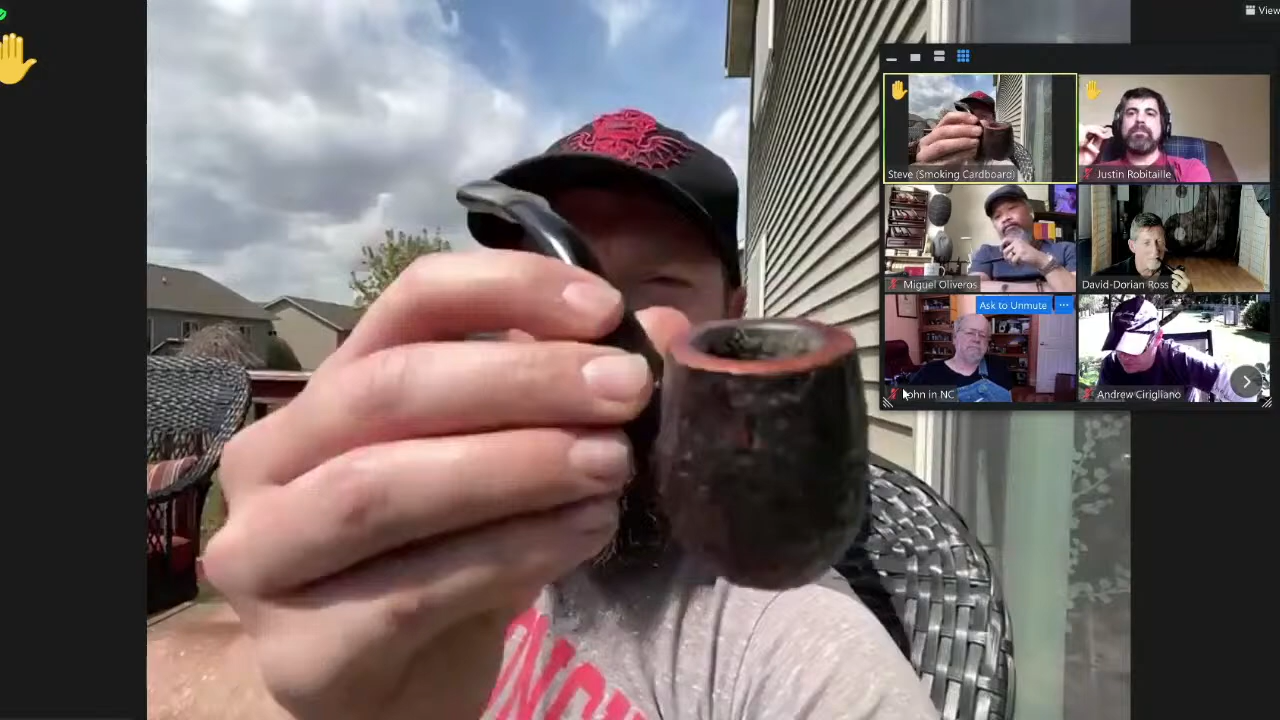 View
Steve (Smoking Cardboard)
Justin Robitaille
Miguel Oliveros
David-Dorian Ross
Ask to Unmute
John in NC
Andrew Cirigliano